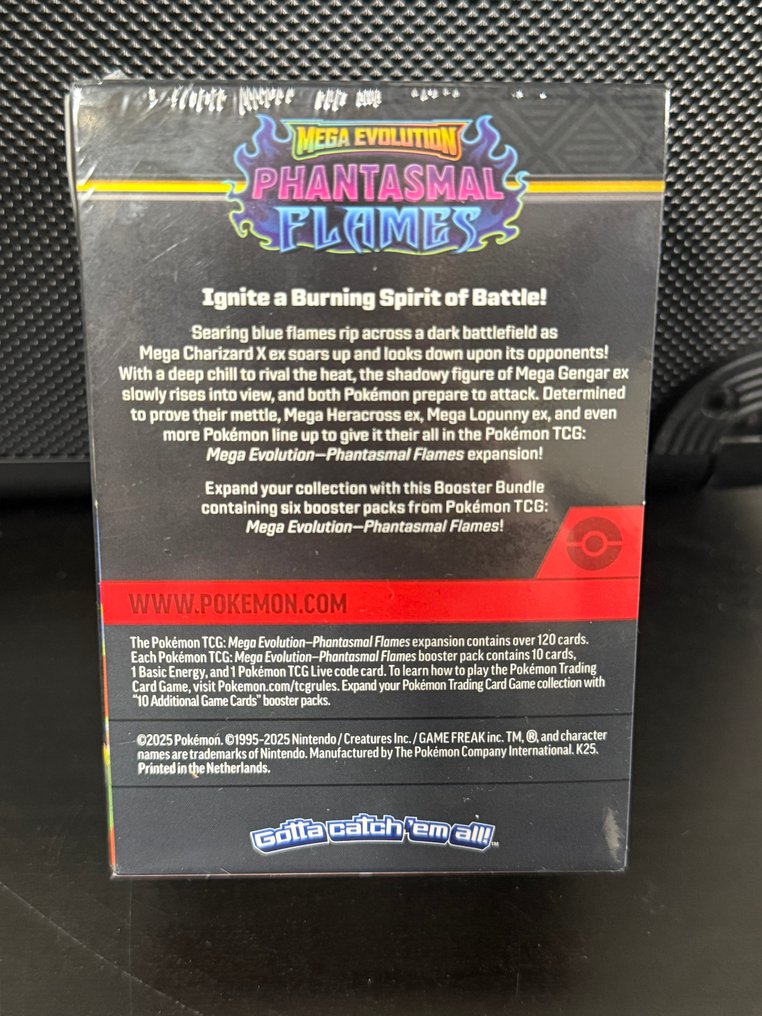 MEGA EVOLUTION
PHANTASMAL
FLAMES
Ignite a Burning Spirit of Battle!
Searing blue flames rip across a dark battlefield as
Mega Charizard X ex soars up and looks down upon its opponents!
With a deep chill to rival the heat, the shadowy figure of Mega Gengar ex
slowly rises into view, and both Pokémon prepare to attack. Determined
to prove their mettle, Mega Heracross ex, Mega Lopunny ex, and even
more Pokémon line up to give it their all in the Pokémon TCG:
Mega Evolution—Phantasmal Flames expansion!
Expand your collection with this Booster Bundle
containing six booster packs from Pokémon TCG:
Mega Evolution—Phantasmal Flames!
WWW.POKEMON.COM
The Pokémon TCG: Mega Evolution—Phantasmal Flames expansion contains over 120 cards.
Each Pokémon TCG: Mega Evolution—Phantasmal Flames booster pack contains 10 cards,
1 Basic Energy, and 1 Pokémon TCG Live code card. To learn how to play the Pokémon Trading
Card Game, visit Pokemon.com/tcgrules. Expand your Pokémon Trading Card Game collection with
"10 Additional Game Cards" booster packs.
©2025 Pokémon. ©1995–2025 Nintendo / Creatures Inc. / GAME FREAK inc. TM, ®, and character
names are trademarks of Nintendo. Manufactured by The Pokémon Company International. K25.
Printed in the Netherlands.
Gotta catch 'em all!™